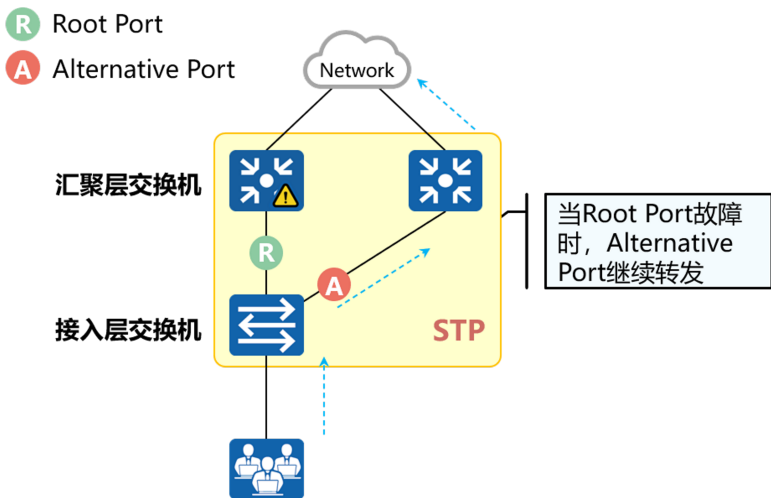 R Root Port
A Alternative Port
Network
汇聚层交换机
R
A
当Root Port故障
时，Alternative
Port继续转发
接入层交换机
STP